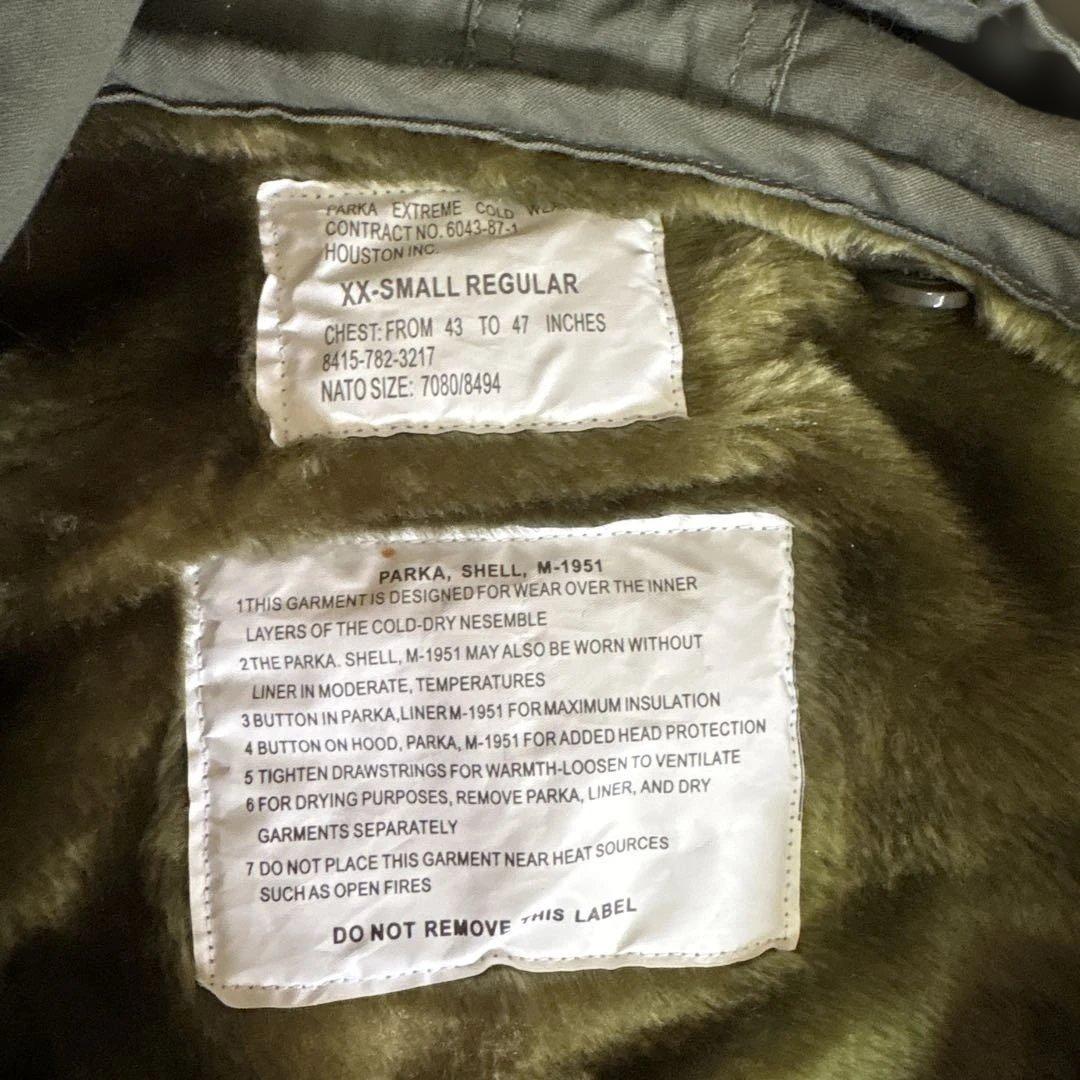 PARKA EXTREME COLD
CONTRACT NO. 6043-87-1
HOUSTON INC.
XX-SMALL REGULAR
CHEST: FROM 43 TO 47 INCHES
8415-782-3217
NATO SIZE: 7080/8494
PARKA, SHELL, M-1951
1 THIS GARMENT IS DESIGNED FOR WEAR OVER THE INNER
LAYERS OF THE COLD-DRY NESEMBLE
2.THE PARKA. SHELL, M-1951 MAY ALSO BE WORN WITHOUT
LINER IN MODERATE, TEMPERATURES
3 BUTTON IN PARKA,LINER M-1951 FOR MAXIMUM INSULATION
4 BUTTON ON HOOD, PARKA, M-1951 FOR ADDED HEAD PROTECTION
5 TIGHTEN DRAWSTRINGS FOR WARMTH-LOOSEN TO VENTILATE
6 FOR DRYING PURPOSES, REMOVE PARKA, LINER, AND DRY
GARMENTS SEPARATELY
7 DO NOT PLACE THIS GARMENT NEAR HEAT SOURCES
SUCH AS OPEN FIRES
DO NOT REMOVE THIS LABEL